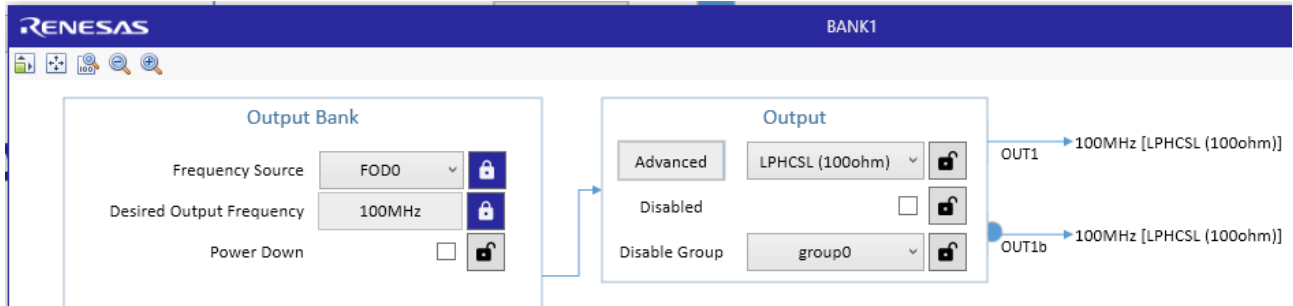 RENESAS
BANK1
100
Output Bank
Frequency Source
FOD0
Desired Output Frequency
100MHz
Power Down
Output
Advanced
LPHCSL (100ohm)
Disabled
Disable Group
group0
OUT1
100MHz [LPHCSL (100ohm)]
OUT1b
100MHz [LPHCSL (100ohm)]